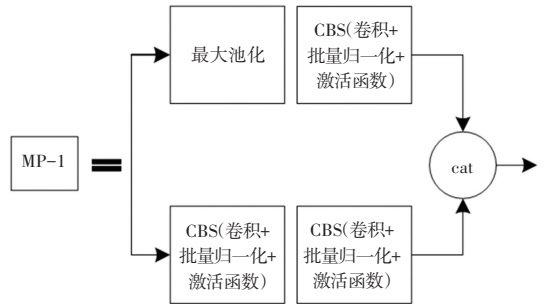 最大池化
CBS(卷积+
批量归一化+
激活函数)
MP-1
cat
CBS(卷积+
批量归一化+
激活函数)
CBS(卷积+
批量归一化+
激活函数)